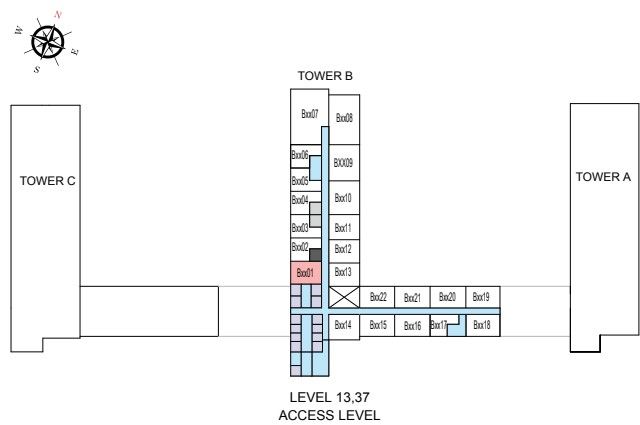 N
W
E
S
TOWER B
Bxx07
Bxx08
Bxx06
BXX09
Bxx05
TOWER C
TOWER A
Bxx04
Bxx10
Bxx03
Bxx11
Bxx02
Bxx12
Bxx01
Bxx13
Bxx22
Bxx21
Bxx20
Bxx19
Bxx14
Bxx15
Bxx16
Bxx17
Bxx18
LEVEL 13,37
ACCESS LEVEL